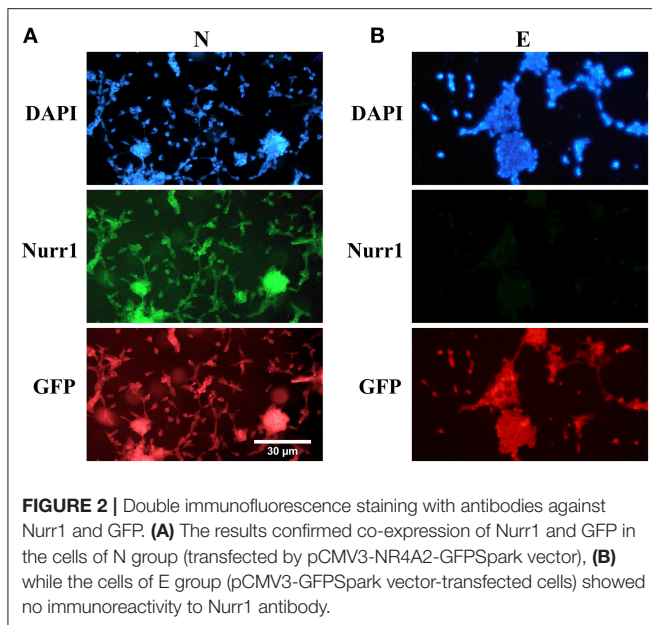 A N B E
DAPI DAPI
Nurr1 Nurr1
GFP GFP
30 µm
FIGURE 2 | Double immunofluorescence staining with antibodies against
Nurr1 and GFP. (A) The results confirmed co-expression of Nurr1 and GFP in
the cells of N group (transfected by pCMV3-NR4A2-GFPSpark vector), (B)
while the cells of E group (pCMV3-GFPSpark vector-transfected cells) showed
no immunoreactivity to Nurr1 antibody.